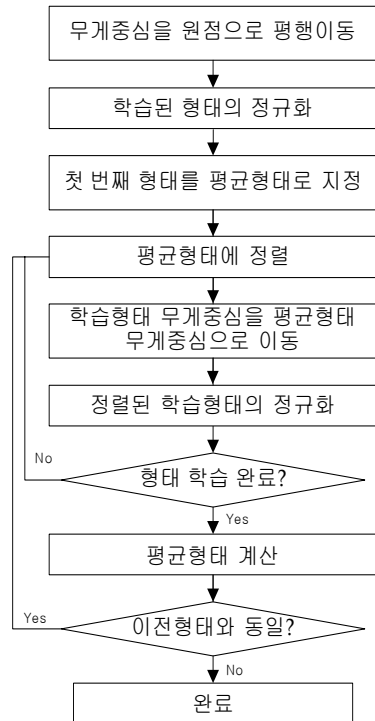 무게중심을 원점으로 평행이동
학습된 형태의 정규화
첫 번째 형태를 평균형태로 지정
평균형태에 정렬
학습형태 무게중심을 평균형태
무게중심으로 이동
정렬된 학습형태의 정규화
No
형태 학습 완료?
Yes
평균형태 계산
Yes
이전형태와 동일?
No
완료